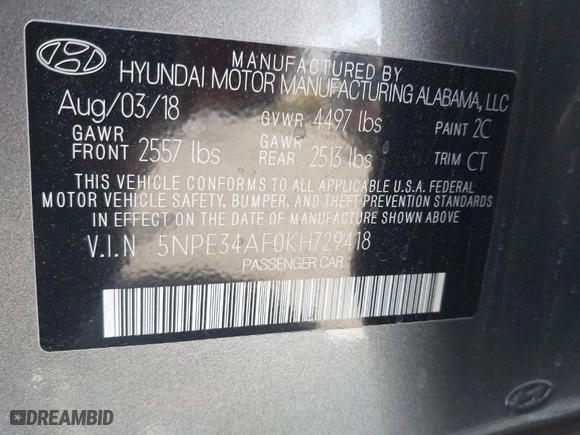 MANUFACTURED BY
HYUNDAI MOTOR MANUFACTURING ALABAMA, LLC
Aug/03/18 GVWR 4497 lbs PAINT 2C
GAWR FRONT 2557 lbs GAWR REAR 2513 lbs TRIM CT
THIS VEHICLE CONFORMS TO ALL APPLICABLE U.S.A. FEDERAL
MOTOR VEHICLE SAFETY, BUMPER, AND THEFT PREVENTION STANDARDS
IN EFFECT ON THE DATE OF MANUFACTURE SHOWN ABOVE.
V.I.N 5NPE34AF0KH729418
PASSENGER CAR
DREAMBID